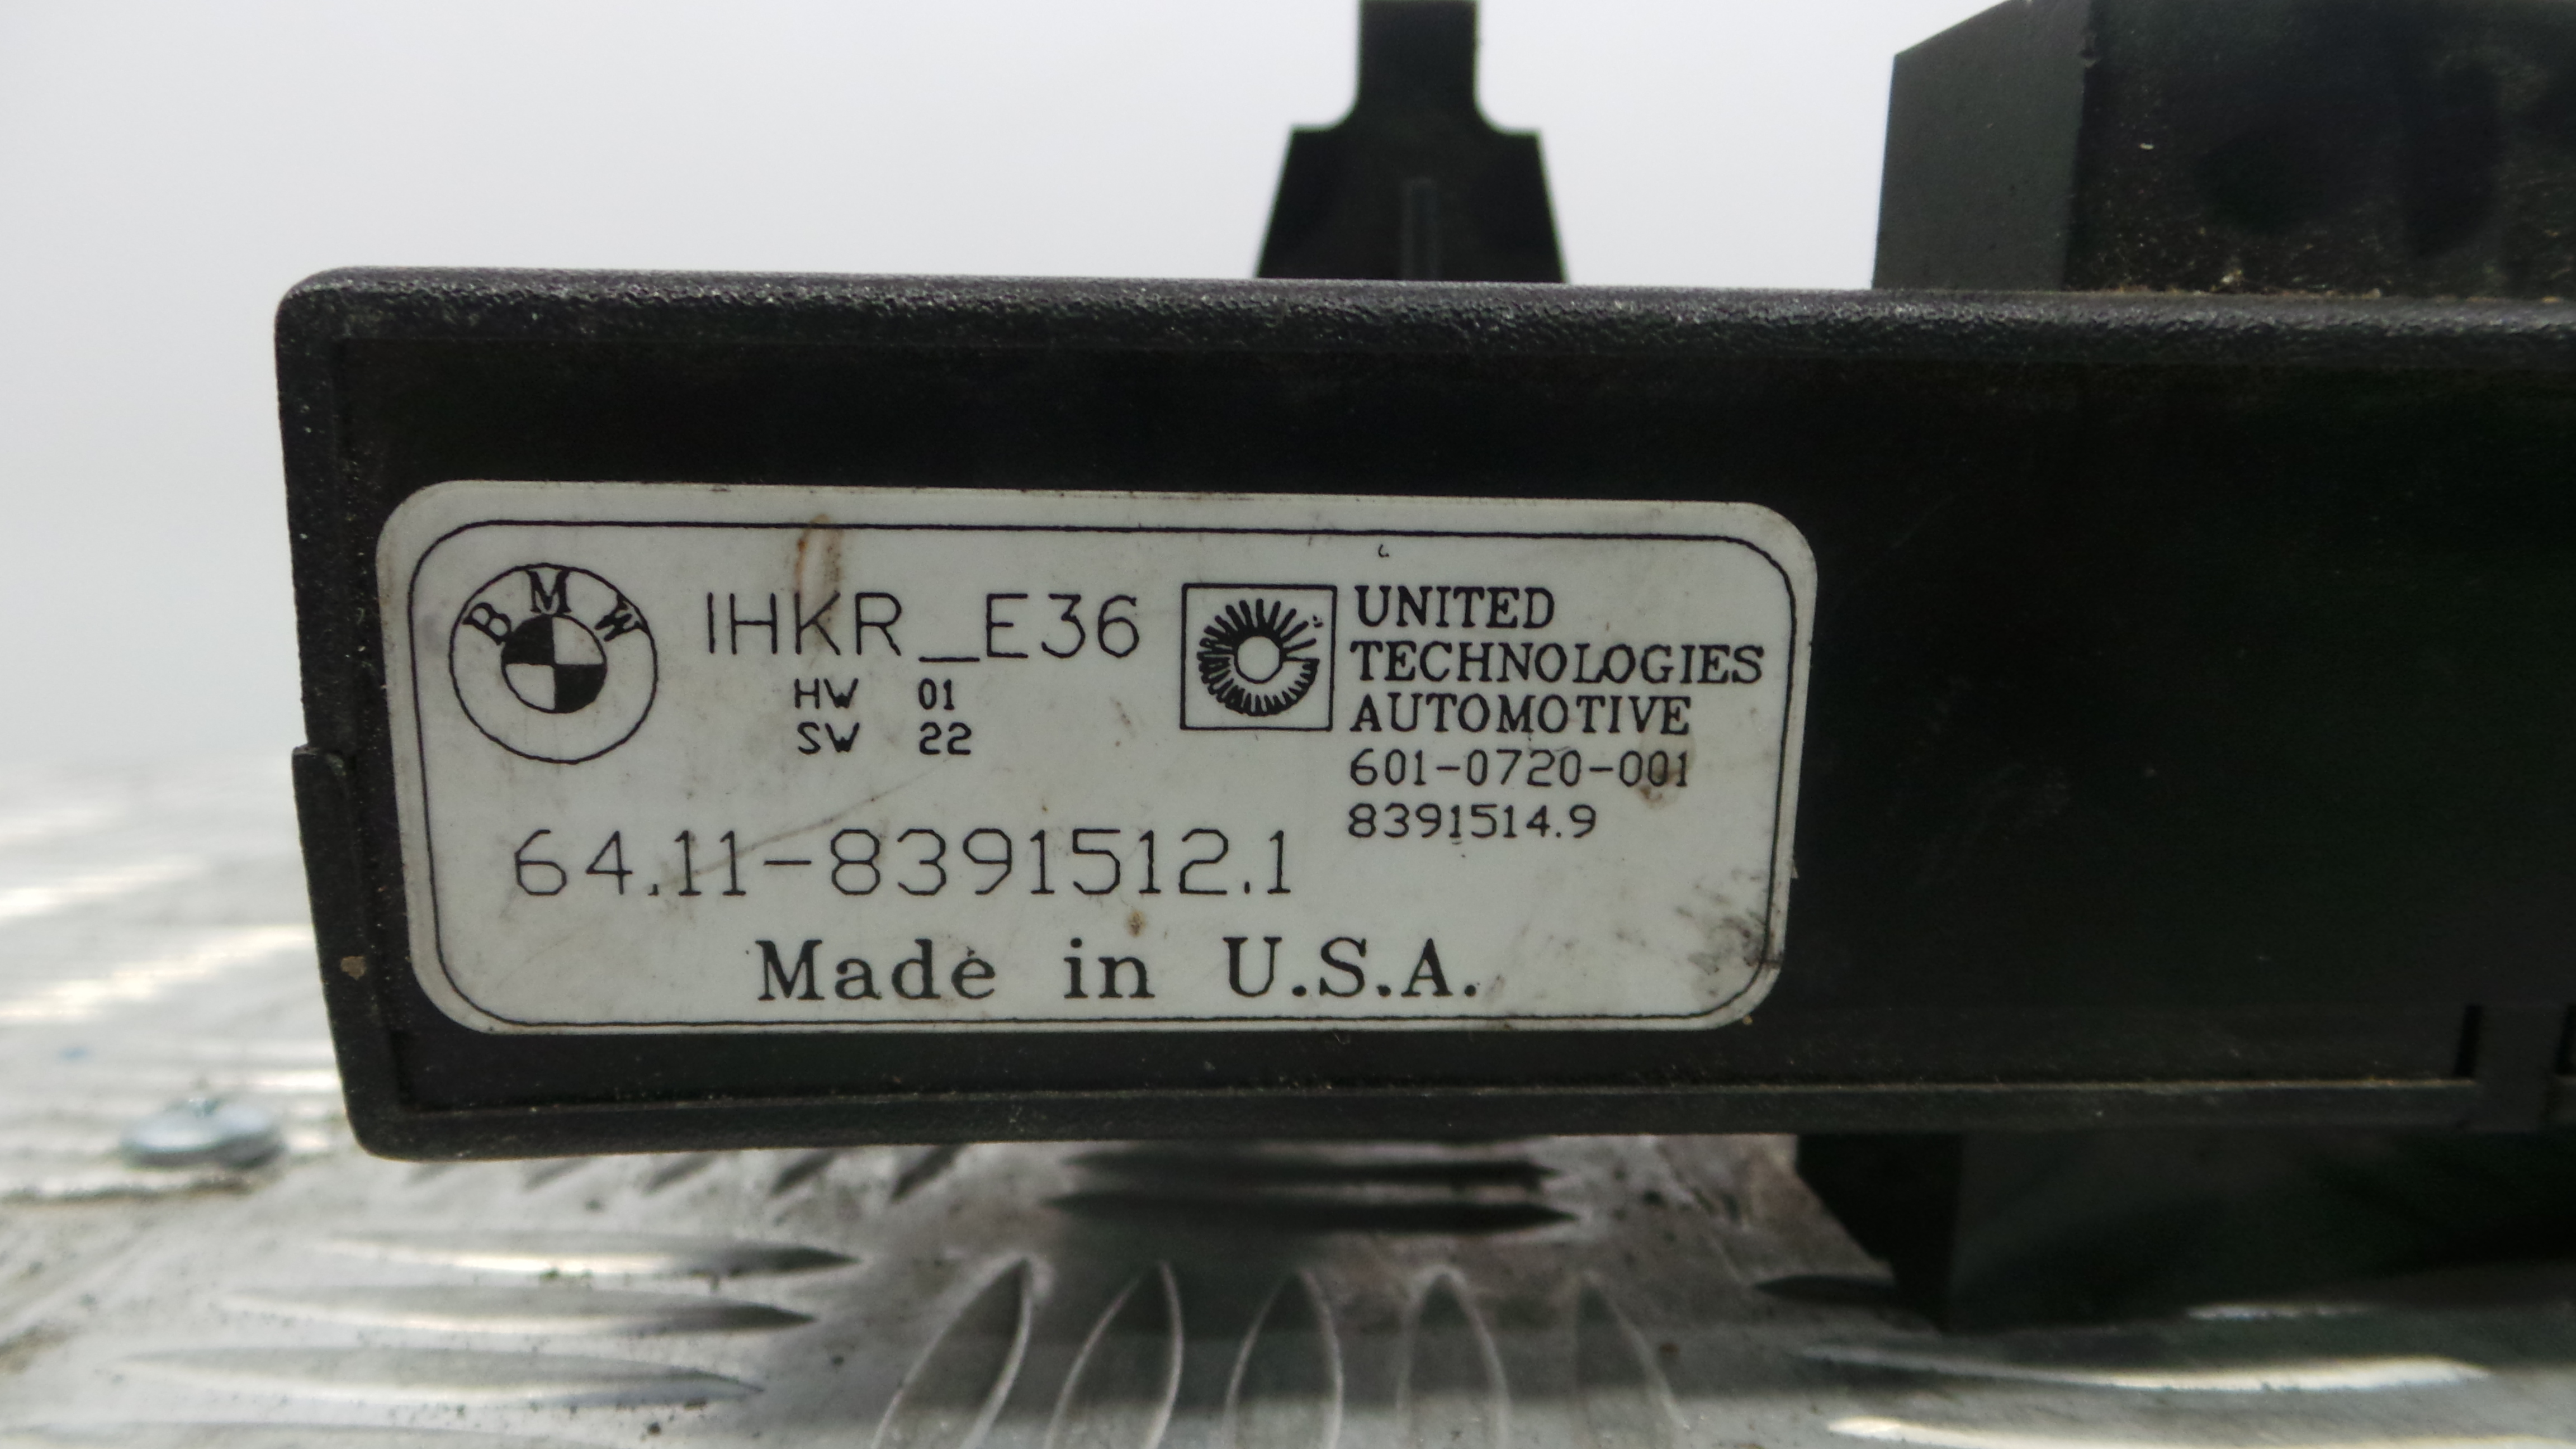 BMW
IHKR_E36
HW 01
SW 22
UNITED
TECHNOLOGIES
AUTOMOTIVE
601-0720-001
8391514.9
64.11-8391512.1
Made in U.S.A.